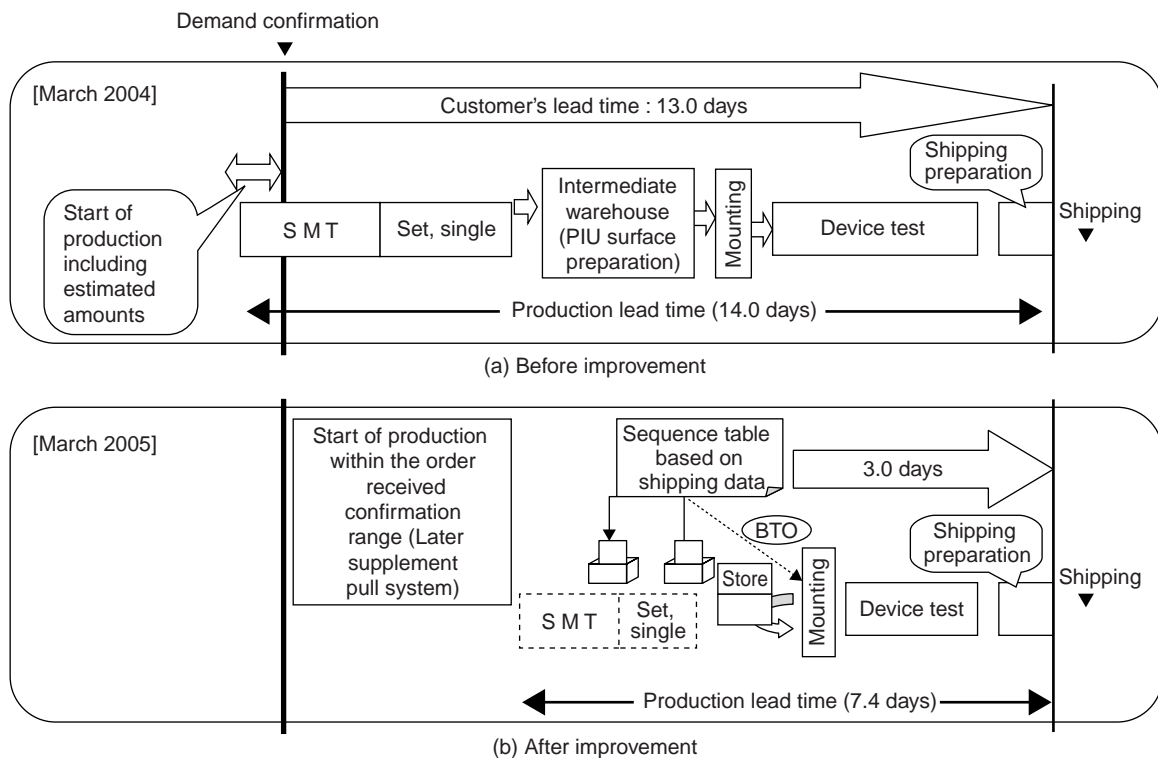 Demand confirmation
[March 2004]
Customer's lead time : 13.0 days
Shipping
preparation
Start of
production
including
estimated
amounts
S M T
Set, single
Intermediate
warehouse
(PIU surface
preparation)
Mounting
Device test
Shipping
Production lead time (14.0 days)
(a) Before improvement
[March 2005]
Start of production
within the order
received
confirmation
range (Later
supplement
pull system)
Sequence table
based on
shipping data
3.0 days
BTO
Shipping
preparation
Store
S M T
Set,
single
Mounting
Device test
Shipping
Production lead time (7.4 days)
(b) After improvement